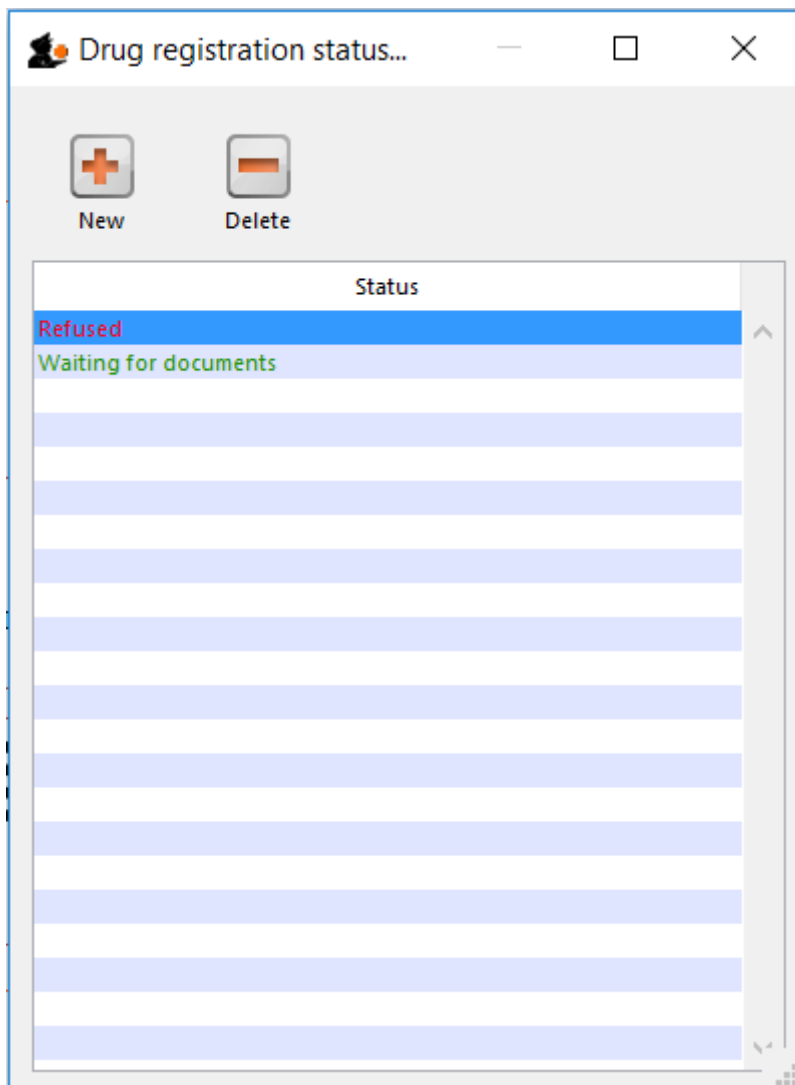 Drug registration status...
New Delete
Status
Refused
Waiting for documents